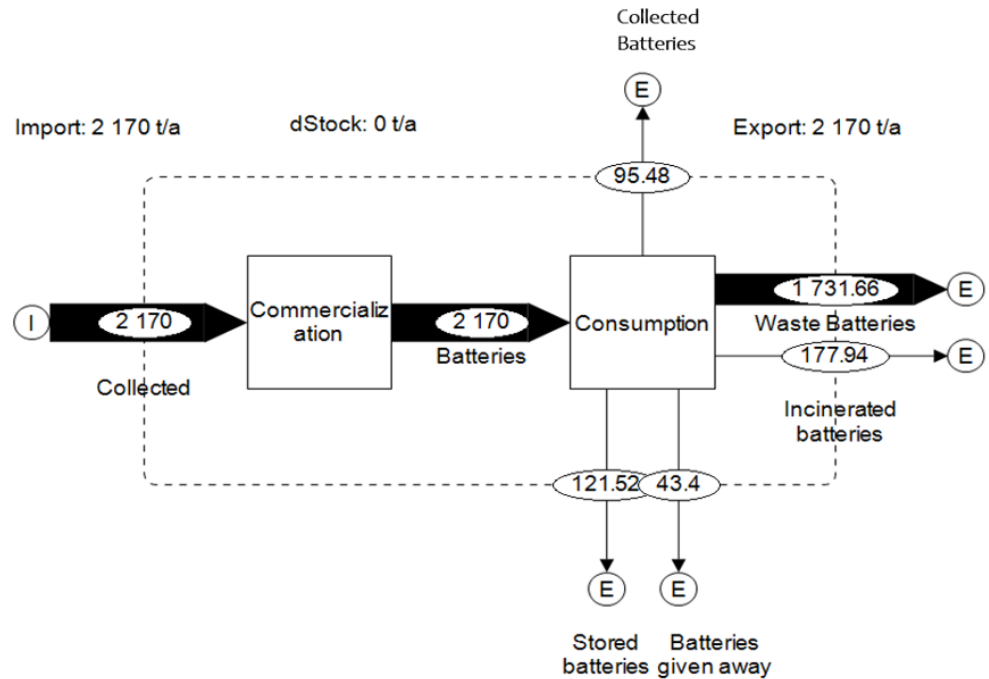 Collected
Batteries
E
Import: 2 170 t/a
dStock: 0 t/a
Export: 2 170 t/a
95.48
I
2 170
Collected
Commercializ
ation
2 170
Batteries
Consumption
1 731.66
E
Waste Batteries
177.94
E
Incinerated
batteries
121.52
43.4
E
E
Stored
batteries
Batteries
given away